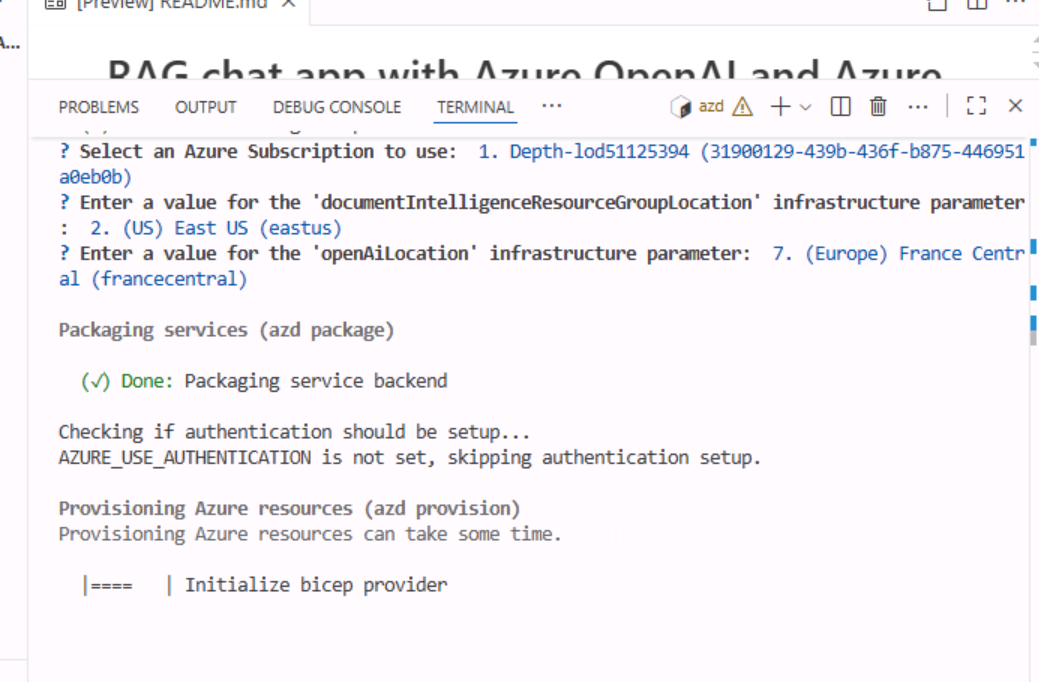 [Preview] README.md
A...
RAG chat app with Azure OpenAI and Azure
PROBLEMS OUTPUT DEBUG CONSOLE TERMINAL ··· azd
? Select an Azure Subscription to use:  1. Depth-lod51125394 (31900129-439b-436f-b875-446951
a0eb0b)
? Enter a value for the 'documentIntelligenceResourceGroupLocation' infrastructure parameter
:  2. (US) East US (eastus)
? Enter a value for the 'openAiLocation' infrastructure parameter:  7. (Europe) France Centr
al (francecentral)
Packaging services (azd package)
(✓) Done: Packaging service backend
Checking if authentication should be setup...
AZURE_USE_AUTHENTICATION is not set, skipping authentication setup.
Provisioning Azure resources (azd provision)
Provisioning Azure resources can take some time.
|====   | Initialize bicep provider